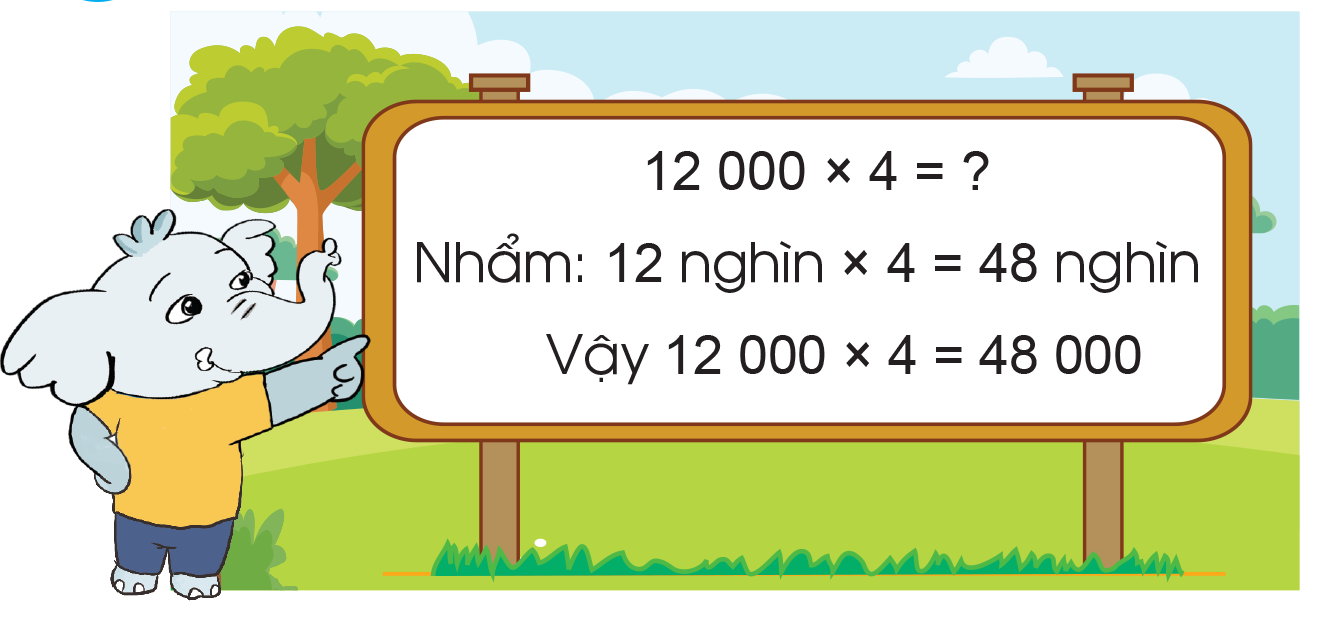 12 000 × 4 = ?
Nhẩm: 12 nghìn × 4 = 48 nghìn
Vậy 12 000 × 4 = 48 000